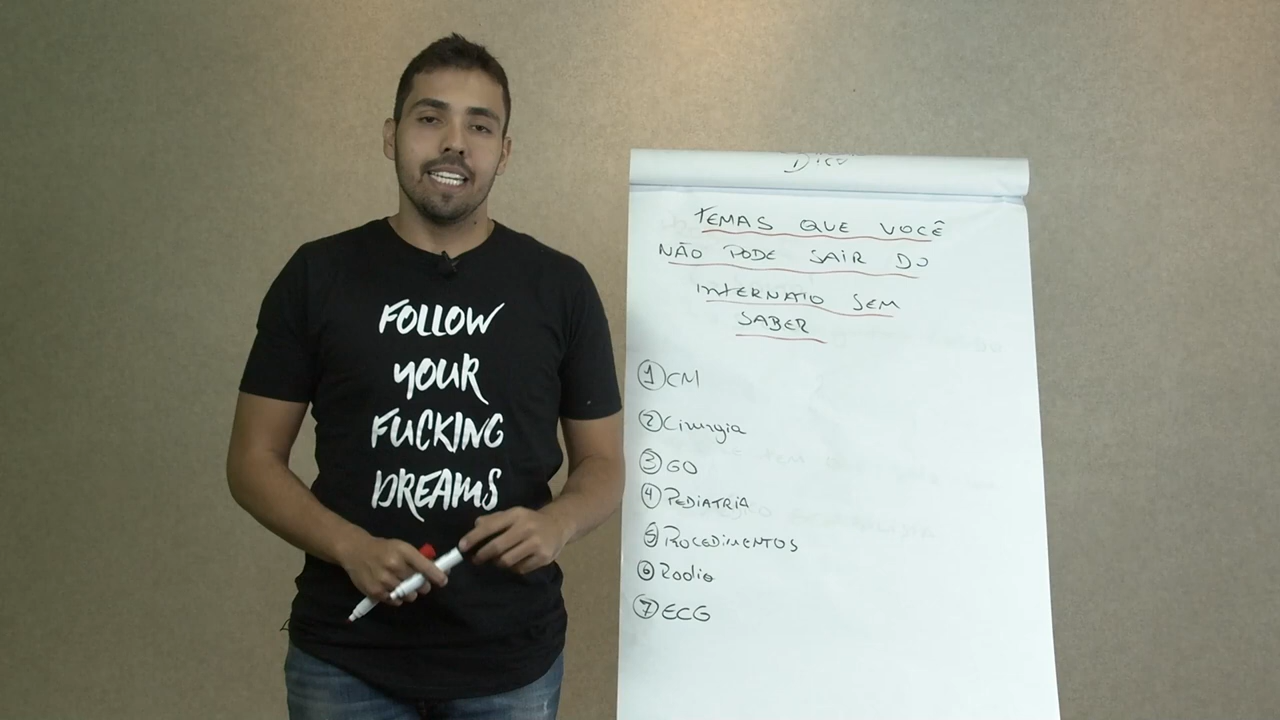 FOLLOW
YOUR
FUCKING
DREAMS
TEMAS QUE VOCÊ
NÃO PODE SAIR DO
INTERNATO SEM
SABER
1 CM
2 Cirurgia
3 GO
4 PEDIATRIA
5 PROCEDIMENTOS
6 Radio
7 ECG